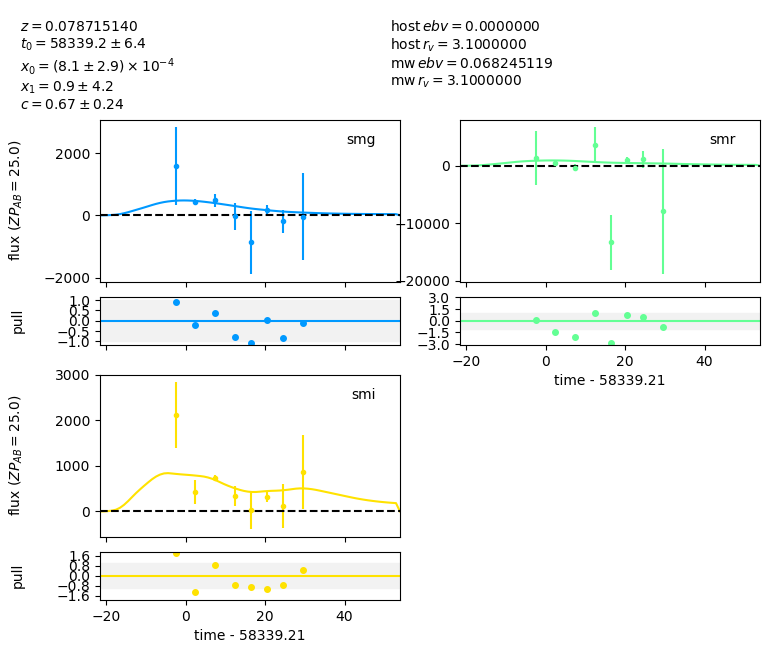 z = 0.078715140
t₀ = 58339.2 ± 6.4
x₀ = (8.1 ± 2.9) × 10⁻⁴
x₁ = 0.9 ± 4.2
c = 0.67 ± 0.24
host ebv = 0.0000000
host r_v = 3.1000000
mw ebv = 0.068245119
mw r_v = 3.1000000
smg
flux (ZP_AB = 25.0)
2000
0
−2000
smr
0
−10000
−20000
pull
1.0
0.5
0.0
−0.5
−1.0
3.0
1.5
0.0
−1.5
−3.0
−20 0 20 40
time - 58339.21
smi
flux (ZP_AB = 25.0)
3000
2000
1000
0
pull
1.6
0.8
0.0
−0.8
−1.6
−20 0 20 40
time - 58339.21